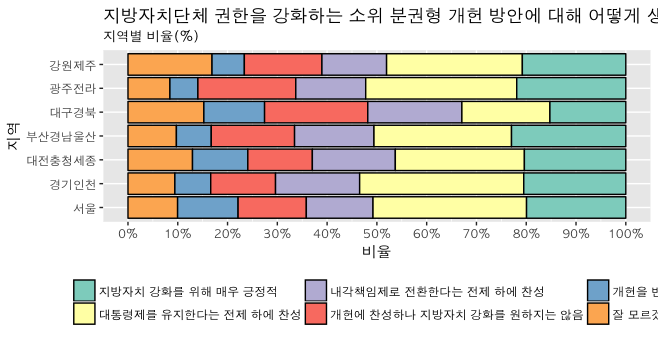 지방자치단체 권한을 강화하는 소위 분권형 개헌 방안에 대해 어떻게
지역별 비율(%)
강원제주
광주전라
대구경북
부산경남울산
대전충청세종
경기인천
서울
지역
0% 10% 20% 30% 40% 50% 60% 70% 80% 90% 100%
비율
지방자치 강화를 위해 매우 긍정적 내각책임제로 전환한다는 전제 하에 찬성 개헌을
대통령제를 유지한다는 전제 하에 찬성 개헌에 찬성하나 지방자치 강화를 원하지는 않음 잘